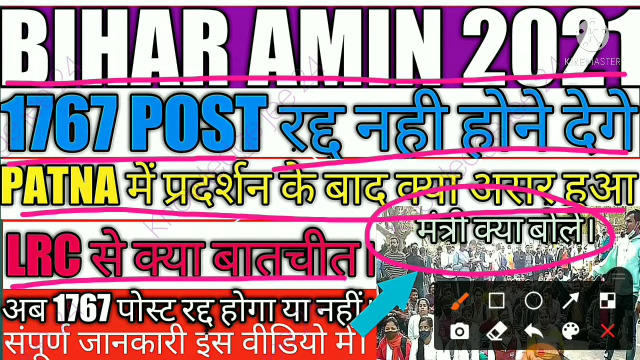 BIHAR AMIN 2021
KINEMASTER
1767 POST रद्द नही होने देगे
PATNA में प्रदर्शन के बाद क्या असर हुआ
मंत्री क्या बोले।
LRC से क्या बातचीत।
अब 1767 पोस्ट रद्द होगा या नहीं।
संपूर्ण जानकारी इस वीडियो में।